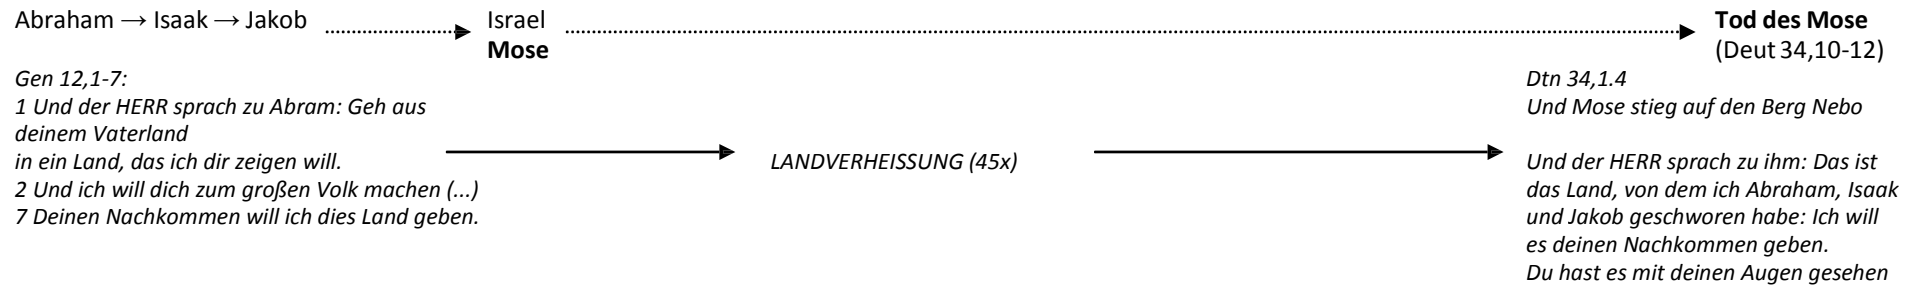 Abraham → Isaak → Jakob
Israel
Mose
Tod des Mose
(Deut 34,10-12)
Gen 12,1-7:
1 Und der HERR sprach zu Abram: Geh aus
deinem Vaterland
in ein Land, das ich dir zeigen will.
2 Und ich will dich zum großen Volk machen (...)
7 Deinen Nachkommen will ich dies Land geben.
LANDVERHEISSUNG (45x)
Dtn 34,1.4
Und Mose stieg auf den Berg Nebo
Und der HERR sprach zu ihm: Das ist
das Land, von dem ich Abraham, Isaak
und Jakob geschworen habe: Ich will
es deinen Nachkommen geben.
Du hast es mit deinen Augen gesehen